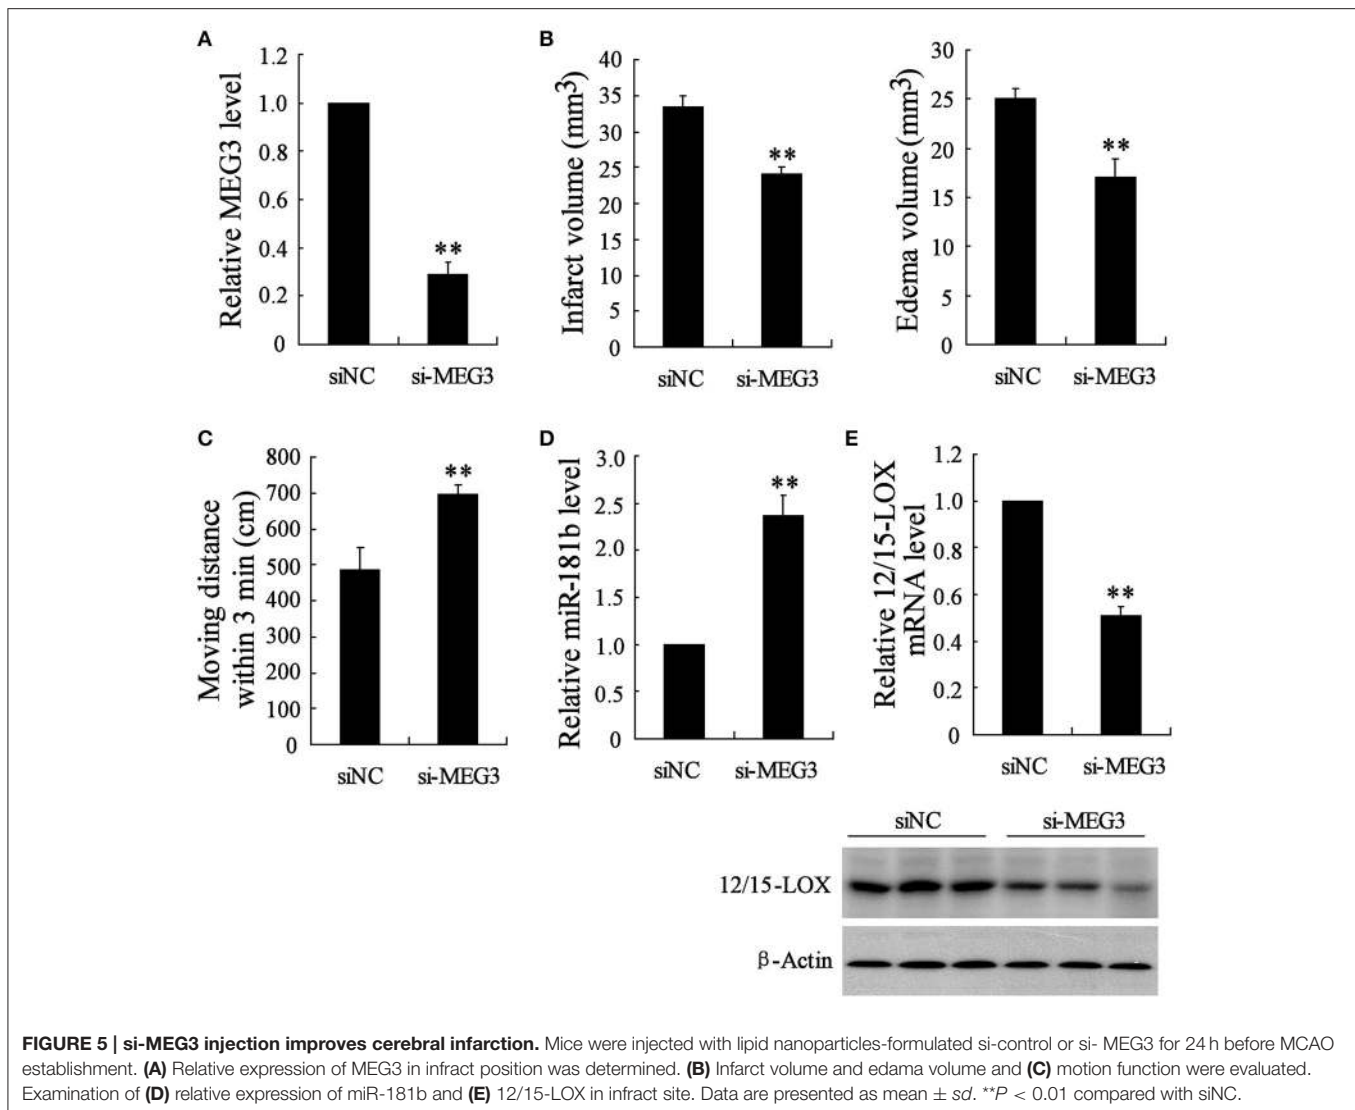 (A)
Relative MEG3 level
1.2
1.0
0.8
0.6
0.4
0.2
0
**
siNC si-MEG3
(B)
Infarct volume (mm3)
40
35
30
25
20
15
10
5
0
**
siNC si-MEG3
Edema volume (mm3)
30
25
20
15
10
5
0
**
siNC si-MEG3
(C)
Moving distance
within 3 min (cm)
800
700
600
500
400
300
200
100
0
**
siNC si-MEG3
(D)
Relative miR-181b level
3.0
2.5
2.0
1.5
1.0
0.5
0
**
siNC si-MEG3
(E)
Relative 12/15-LOX
mRNA level
1.2
1.0
0.8
0.6
0.4
0.2
0
**
siNC si-MEG3
siNC si-MEG3
12/15-LOX
β-Actin
FIGURE 5 | si-MEG3 injection improves cerebral infarction. Mice were injected with lipid nanoparticles-formulated si-control or si- MEG3 for 24 h before MCAO
establishment. (A) Relative expression of MEG3 in infract position was determined. (B) Infarct volume and edama volume and (C) motion function were evaluated.
Examination of (D) relative expression of miR-181b and (E) 12/15-LOX in infract site. Data are presented as mean ± sd. **P < 0.01 compared with siNC.